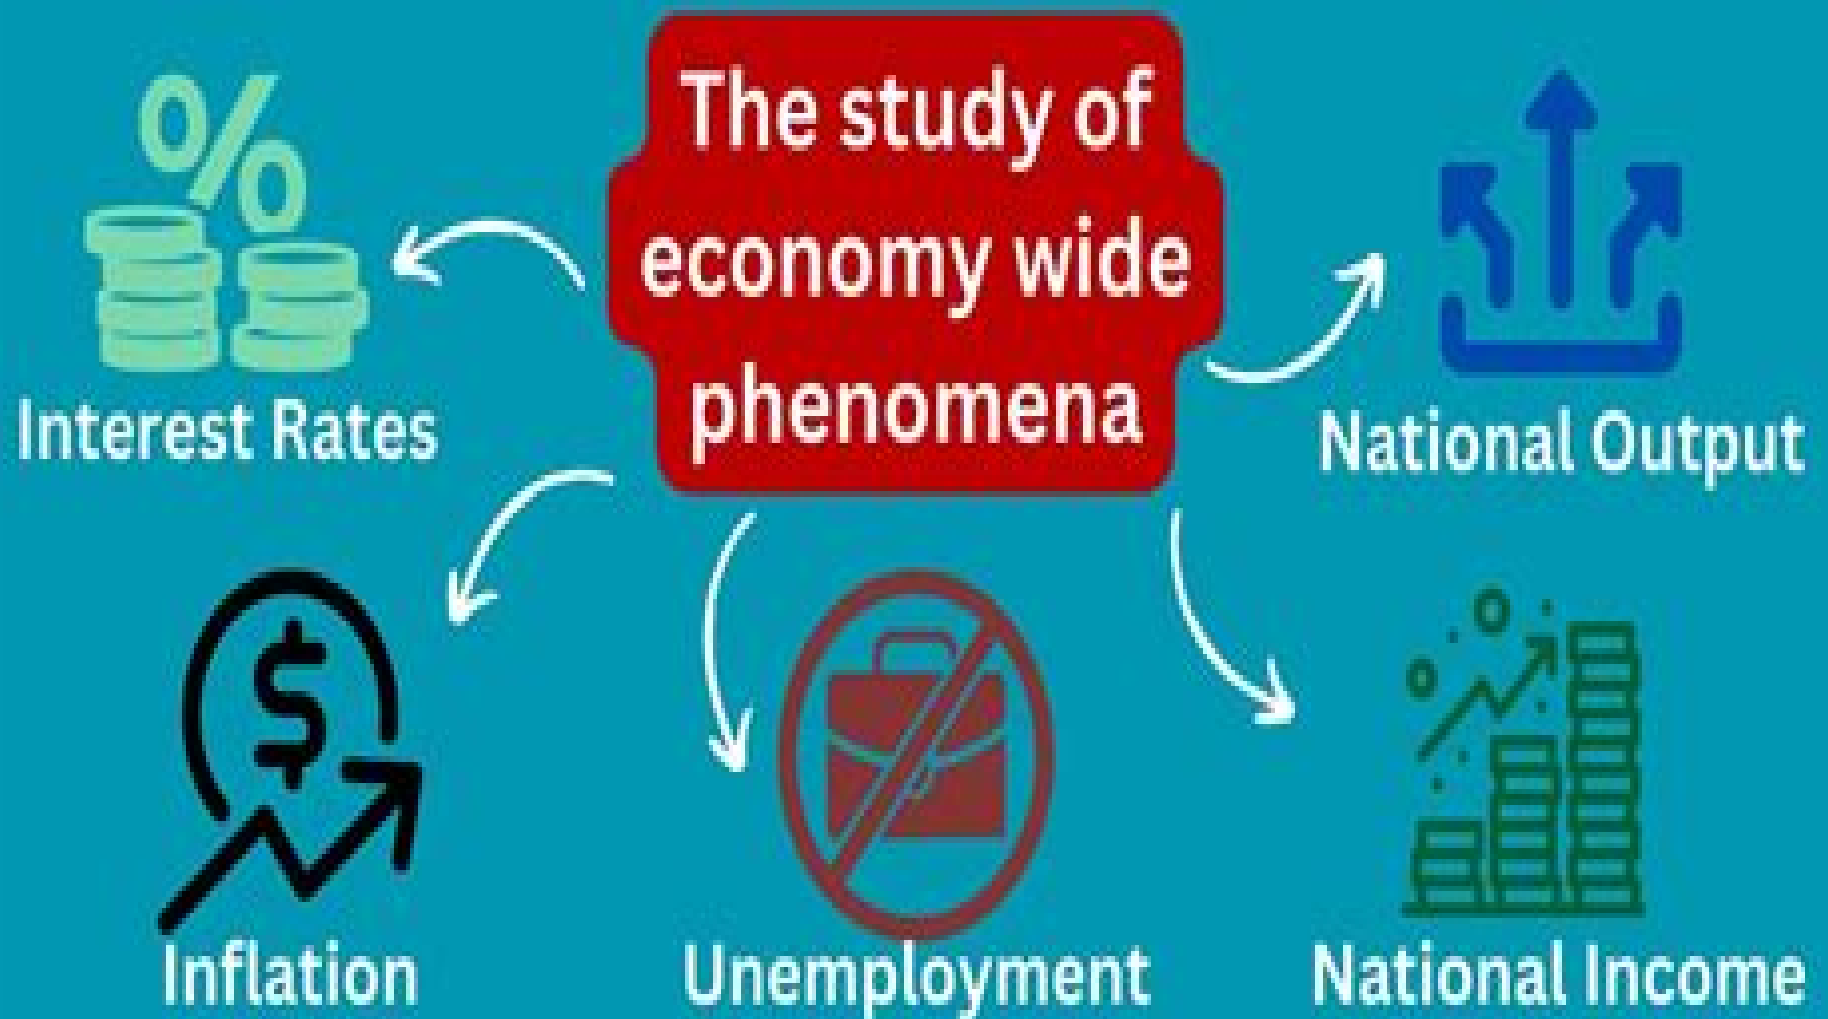 The study of
economy wide
phenomena
Interest Rates
National Output
Inflation
Unemployment
National Income